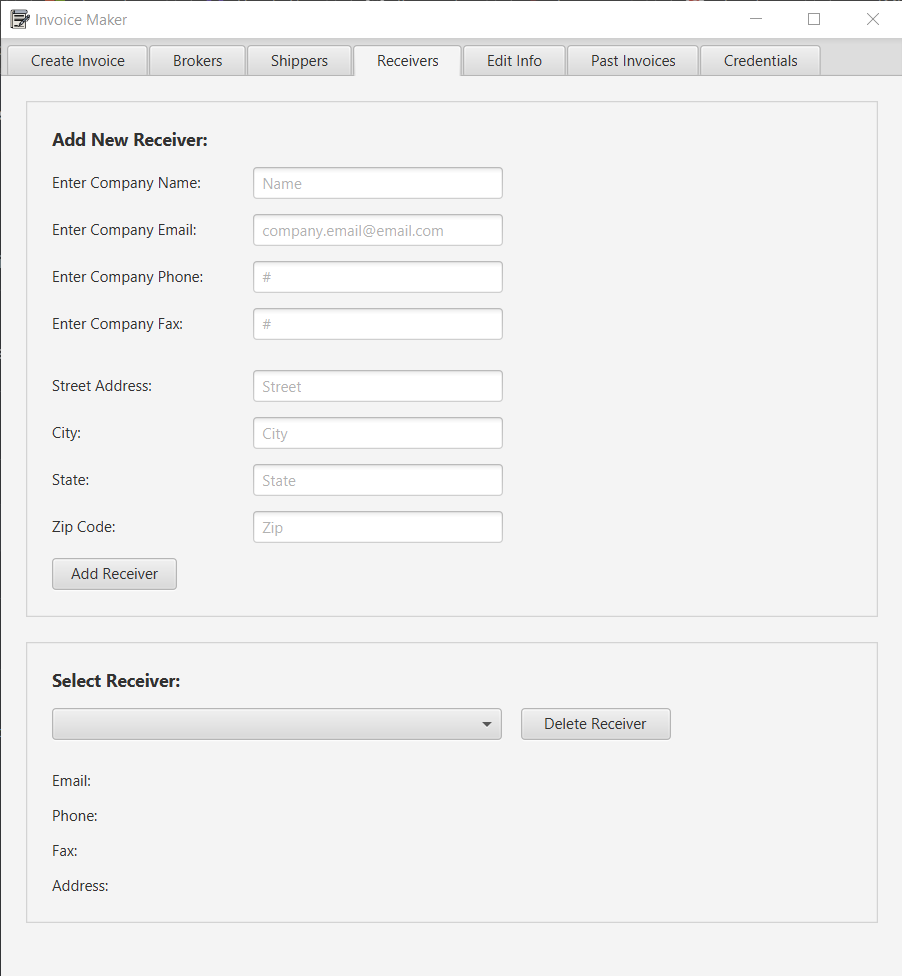 Invoice Maker
Create Invoice Brokers Shippers Receivers Edit Info Past Invoices Credentials
Add New Receiver:
Enter Company Name: Name
Enter Company Email: company.email@email.com
Enter Company Phone: #
Enter Company Fax: #
Street Address: Street
City: City
State: State
Zip Code: Zip
Add Receiver
Select Receiver:
Delete Receiver
Email:
Phone:
Fax:
Address: